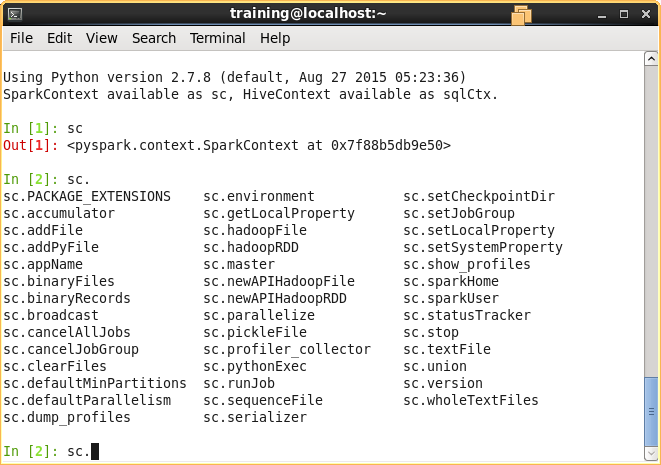 training@localhost:~
File Edit View Search Terminal Help
Using Python version 2.7.8 (default, Aug 27 2015 05:23:36)
SparkContext available as sc, HiveContext available as sqlCtx.
In [1]: sc
Out[1]: <pyspark.context.SparkContext at 0x7f88b5db9e50>
In [2]: sc.
sc.PACKAGE_EXTENSIONS sc.environment sc.setCheckpointDir
sc.accumulator sc.getLocalProperty sc.setJobGroup
sc.addFile sc.hadoopFile sc.setLocalProperty
sc.addPyFile sc.hadoopRDD sc.setSystemProperty
sc.appName sc.master sc.show_profiles
sc.binaryFiles sc.newAPIHadoopFile sc.sparkHome
sc.binaryRecords sc.newAPIHadoopRDD sc.sparkUser
sc.broadcast sc.parallelize sc.statusTracker
sc.cancelAllJobs sc.pickleFile sc.stop
sc.cancelJobGroup sc.profiler_collector sc.textFile
sc.clearFiles sc.pythonExec sc.union
sc.defaultMinPartitions sc.runJob sc.version
sc.defaultParallelism sc.sequenceFile sc.wholeTextFiles
sc.dump_profiles sc.serializer
In [2]: sc.